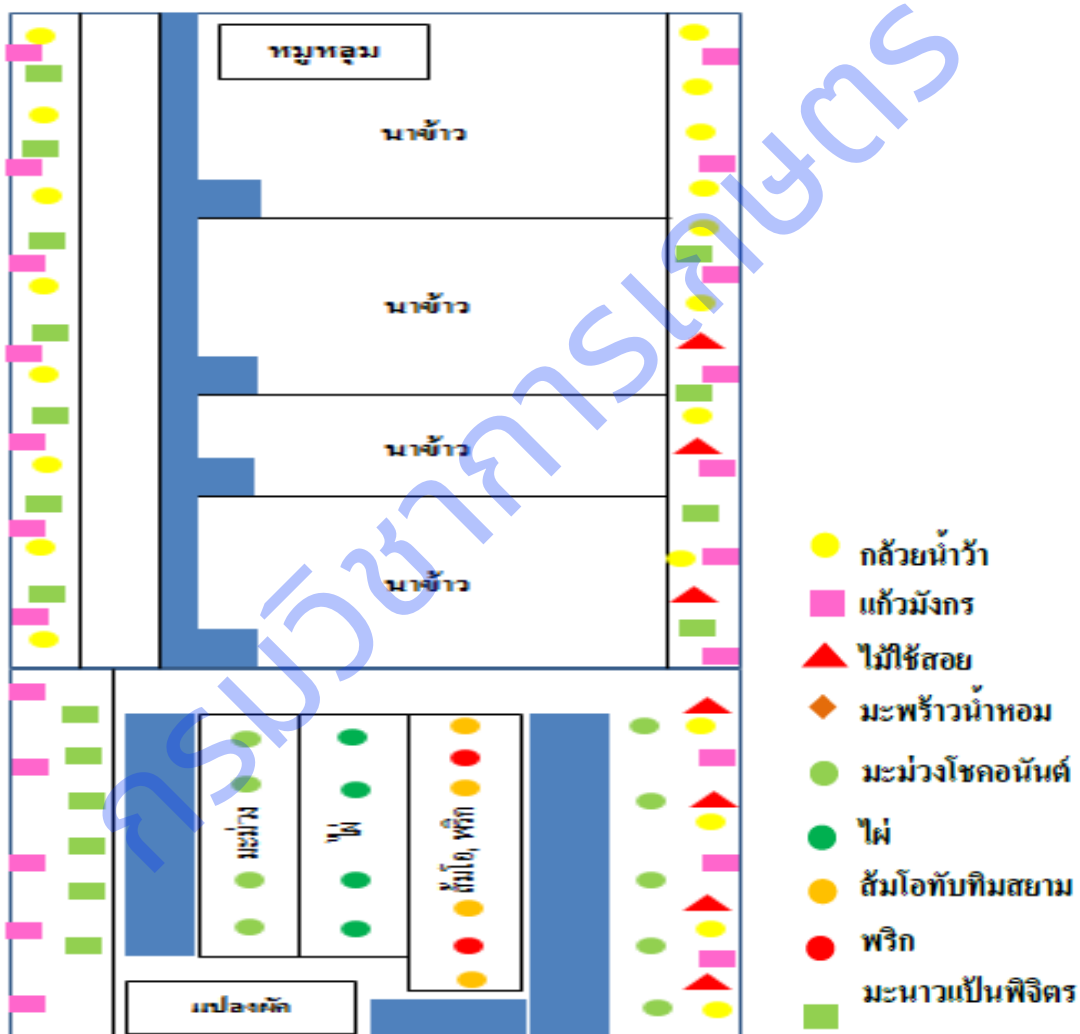 หมูหลุม
นาข้าว
นาข้าว
นาข้าว
นาข้าว
มะม่วง
ไผ่
ส้มโอ, พริก
แปลงผัก
กล้วยน้ำว้า
แก้วมังกร
ไม้ใช้สอย
มะพร้าวน้ำหอม
มะม่วงโชคอนันต์
ไผ่
ส้มโอทับทิมสยาม
พริก
มะนาวแป้นพิจิตร
กรมวิชาการเกษตร